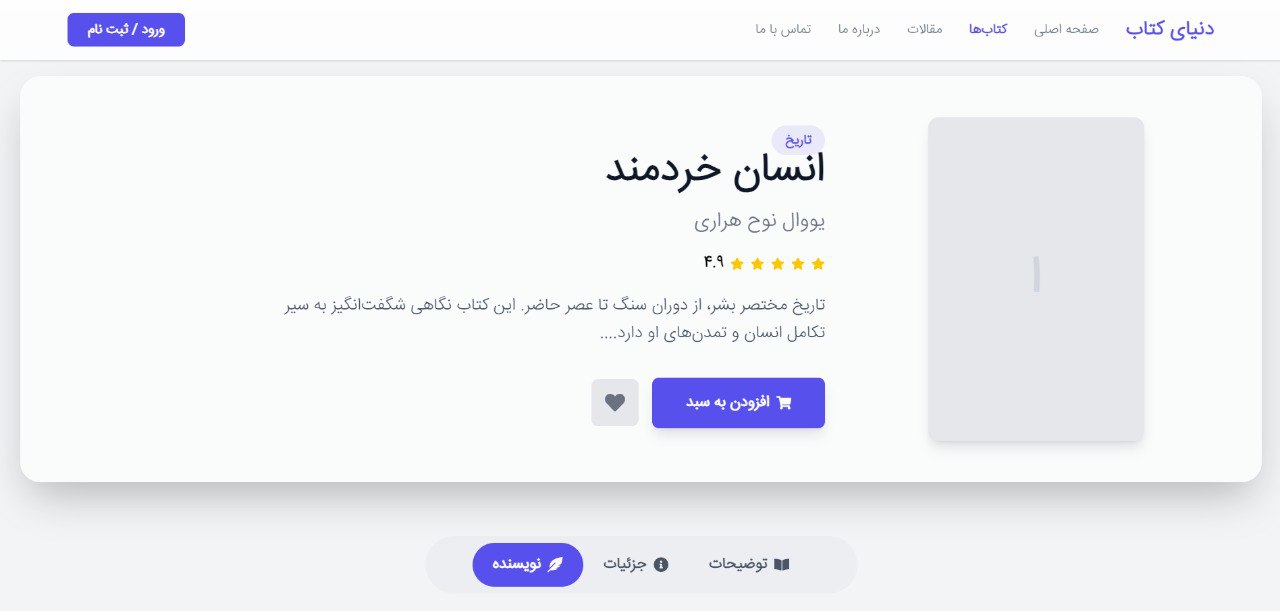 دنیای کتاب
صفحه اصلی
کتاب‌ها
مقالات
درباره ما
تماس با ما
ورود / ثبت نام
۱
تاریخ
انسان خردمند
یووال نوح هراری
۴.۹
تاریخ مختصر بشر، از دوران سنگ تا عصر حاضر. این کتاب نگاهی شگفت‌انگیز به سیر
تکامل انسان و تمدن‌های او دارد....
افزودن به سبد
توضیحات
جزئیات
نویسنده